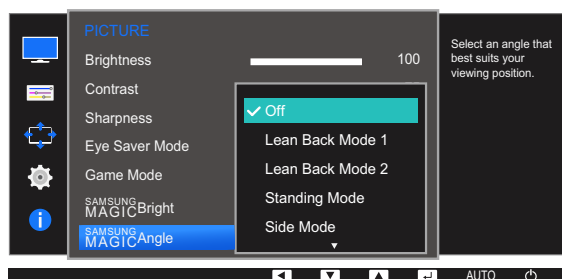 PICTURE
Brightness 100
Contrast
Sharpness
Eye Saver Mode
Game Mode
SAMSUNG
MAGICBright
SAMSUNG
MAGICAngle
Off
Lean Back Mode 1
Lean Back Mode 2
Standing Mode
Side Mode
Select an angle that
best suits your
viewing position.
AUTO